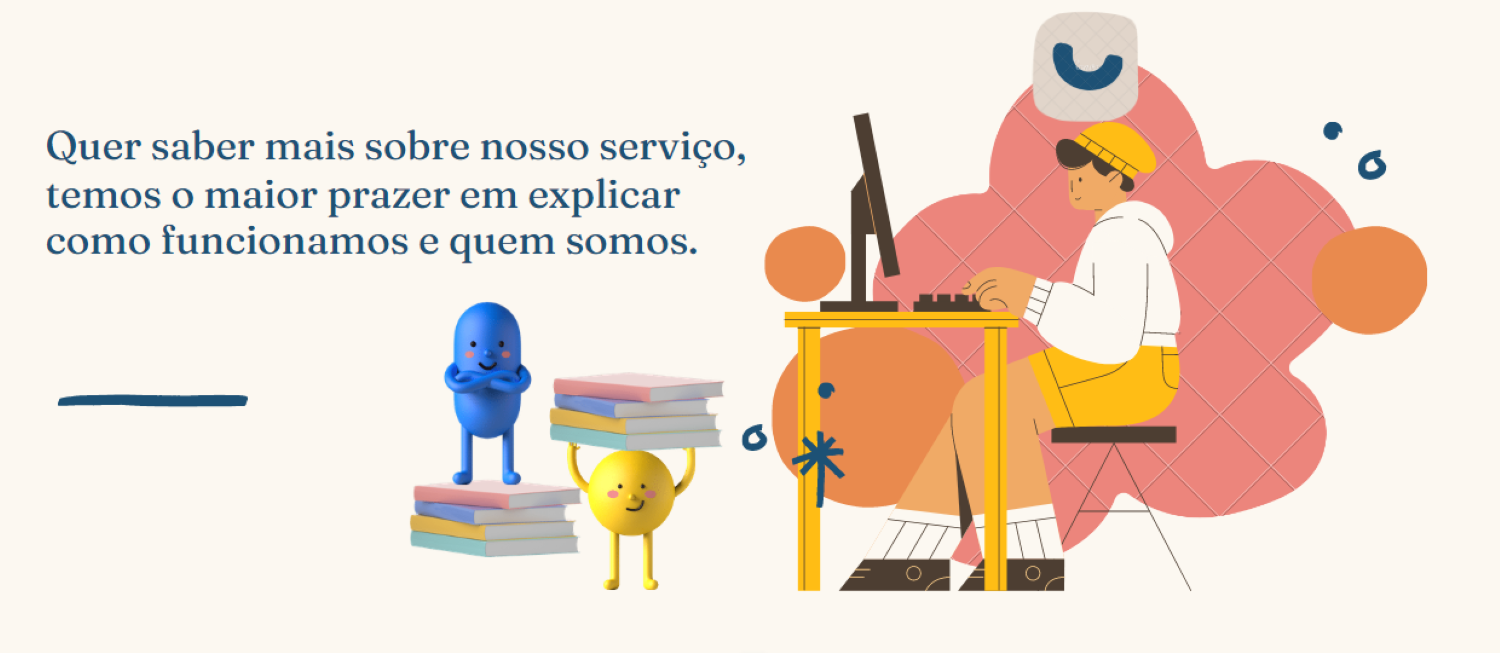 Quer saber mais sobre nosso serviço,
temos o maior prazer em explicar
como funcionamos e quem somos.